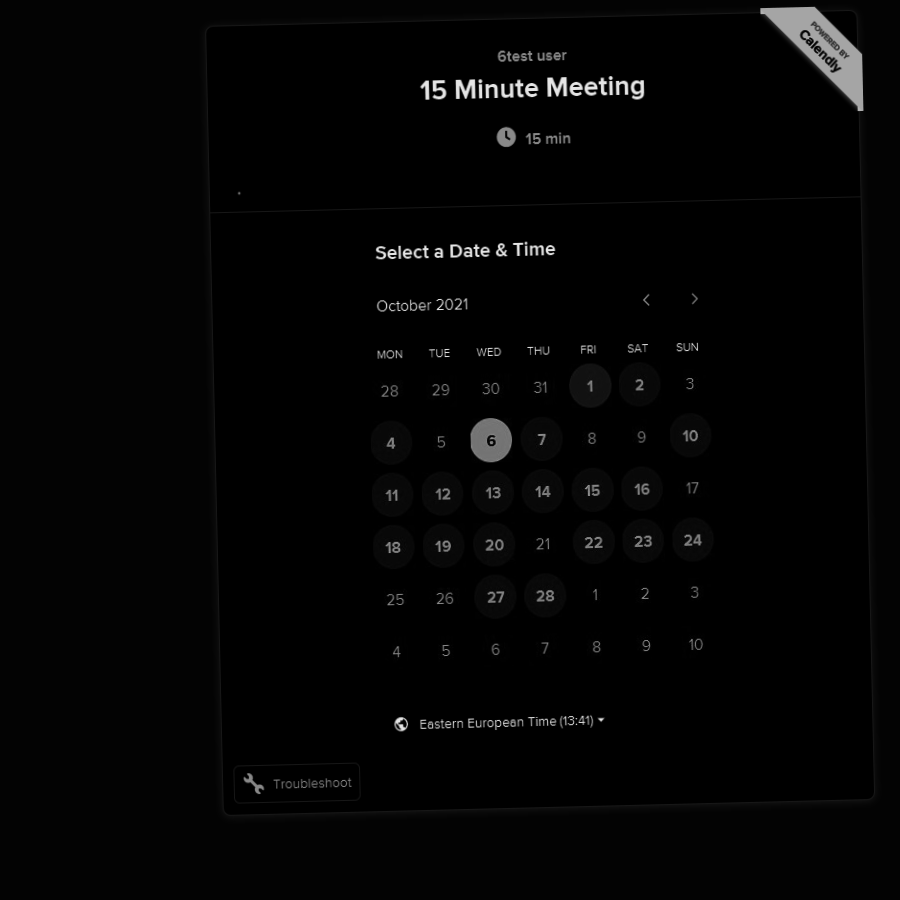 POWERED BY
Calendly
6test user
15 Minute Meeting
15 min
Select a Date & Time
October 2021
MON TUE WED THU FRI SAT SUN
28 29 30 31 1 2 3
4 5 6 7 8 9 10
11 12 13 14 15 16 17
18 19 20 21 22 23 24
25 26 27 28 1 2 3
4 5 6 7 8 9 10
Eastern European Time (13:41)
Troubleshoot